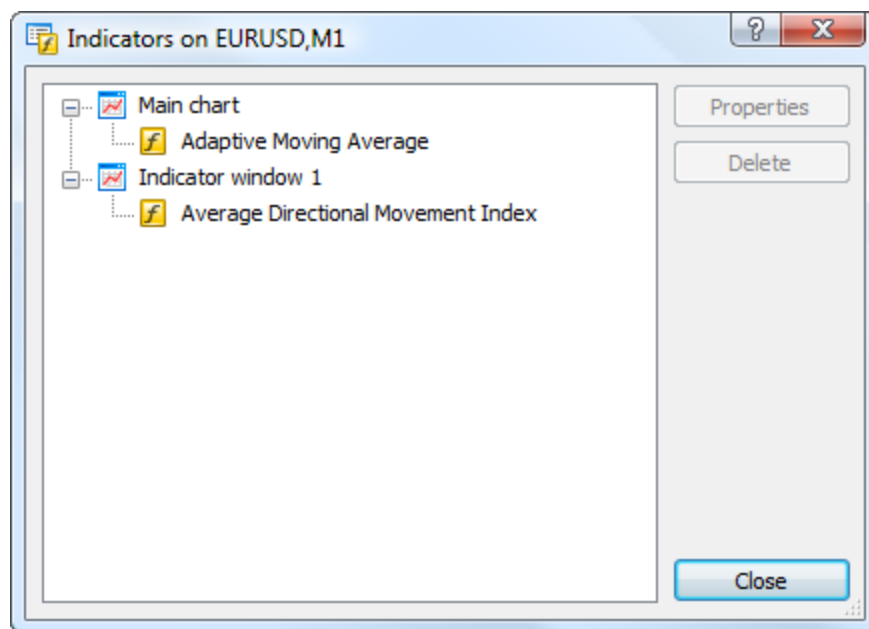 Indicators on EURUSD,M1
Main chart
Adaptive Moving Average
Indicator window 1
Average Directional Movement Index
Properties
Delete
Close